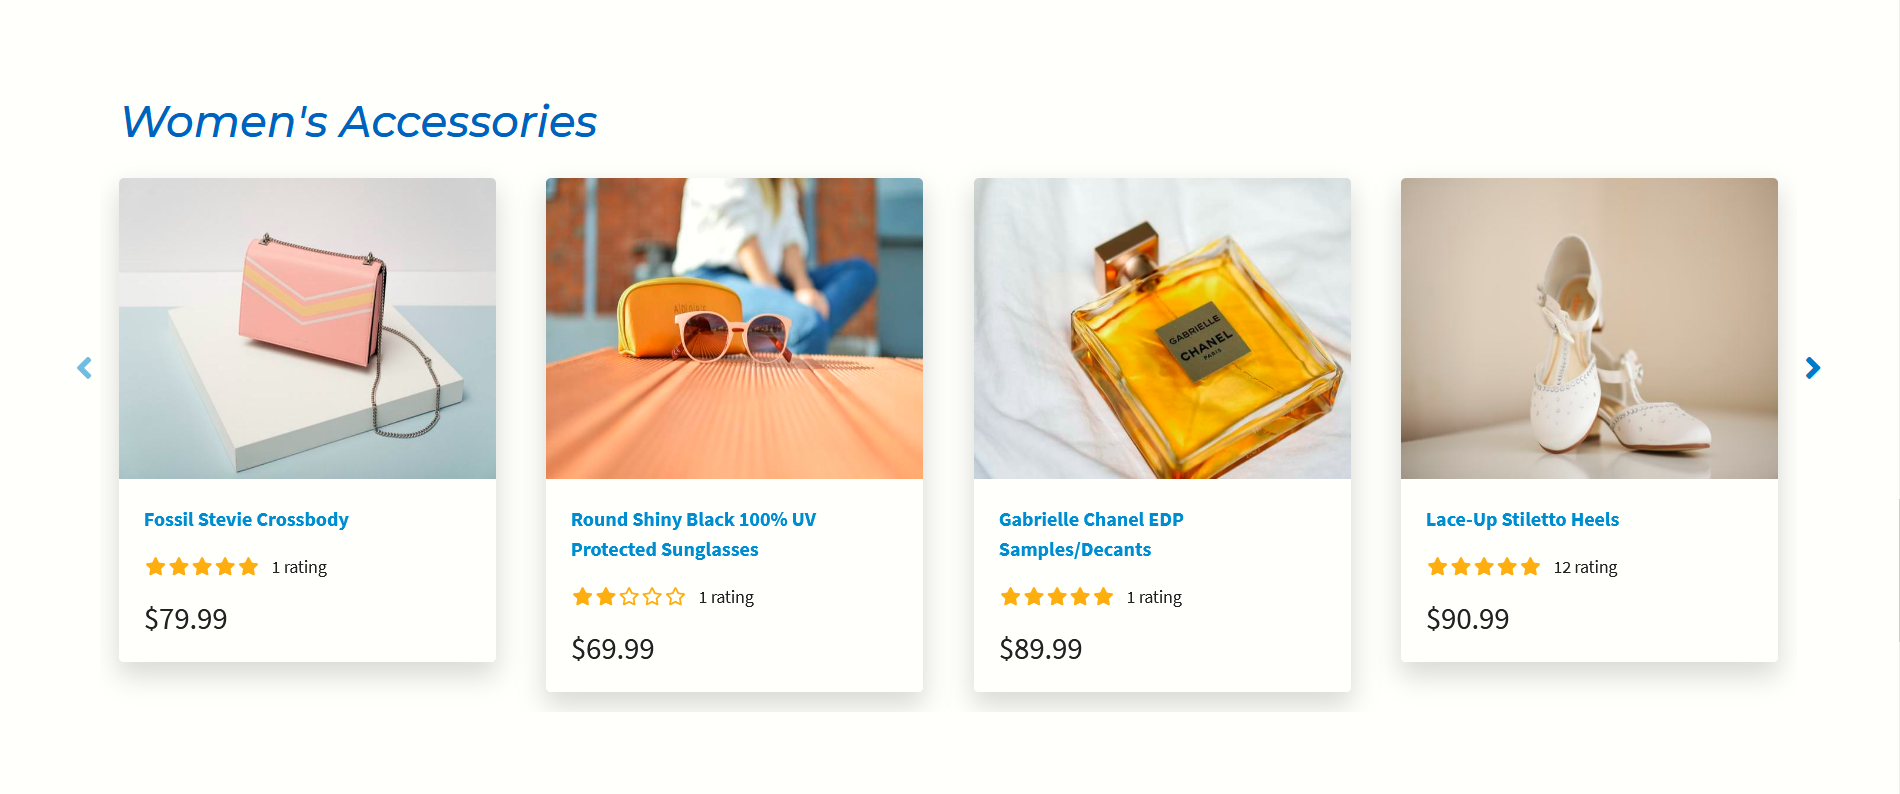 Women's Accessories
GABRIELLE
CHANEL
PARIS
Fossil Stevie Crossbody
1 rating
$79.99
Round Shiny Black 100% UV
Protected Sunglasses
1 rating
$69.99
Gabrielle Chanel EDP
Samples/Decants
1 rating
$89.99
Lace-Up Stiletto Heels
12 rating
$90.99